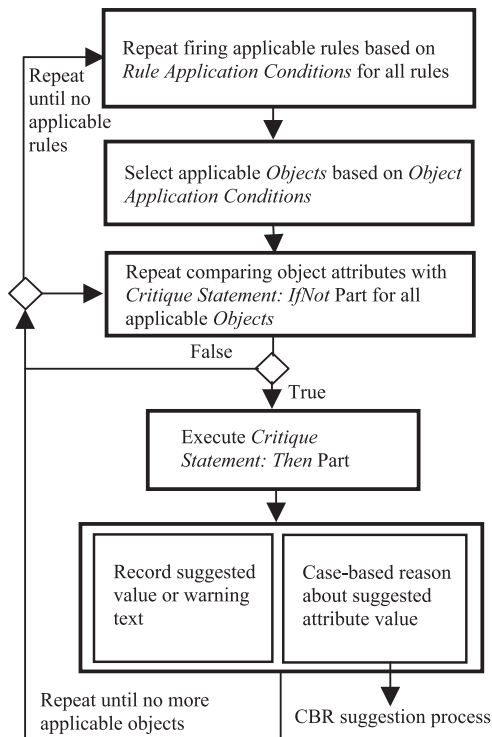 Repeat firing applicable rules based on
Rule Application Conditions for all rules
Repeat
until no
applicable
rules
Select applicable Objects based on Object
Application Conditions
Repeat comparing object attributes with
Critique Statement: IfNot Part for all
applicable Objects
False
True
Execute Critique
Statement: Then Part
Record suggested
value or warning
text
Case-based reason
about suggested
attribute value
Repeat until no more
applicable objects
CBR suggestion process